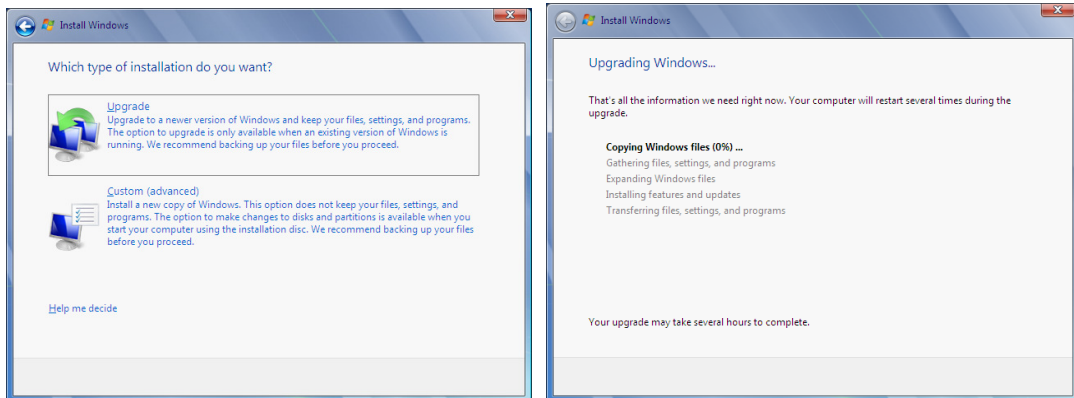 Install Windows
Which type of installation do you want?
Upgrade
Upgrade to a newer version of Windows and keep your files, settings, and programs.
The option to upgrade is only available when an existing version of Windows is
running. We recommend backing up your files before you proceed.
Custom (advanced)
Install a new copy of Windows. This option does not keep your files, settings, and
programs. The option to make changes to disks and partitions is available when you
start your computer using the installation disc. We recommend backing up your files
before you proceed.
Help me decide
Install Windows
Upgrading Windows...
That's all the information we need right now. Your computer will restart several times during the
upgrade.
Copying Windows files (0%) ...
Gathering files, settings, and programs
Expanding Windows files
Installing features and updates
Transferring files, settings, and programs
Your upgrade may take several hours to complete.